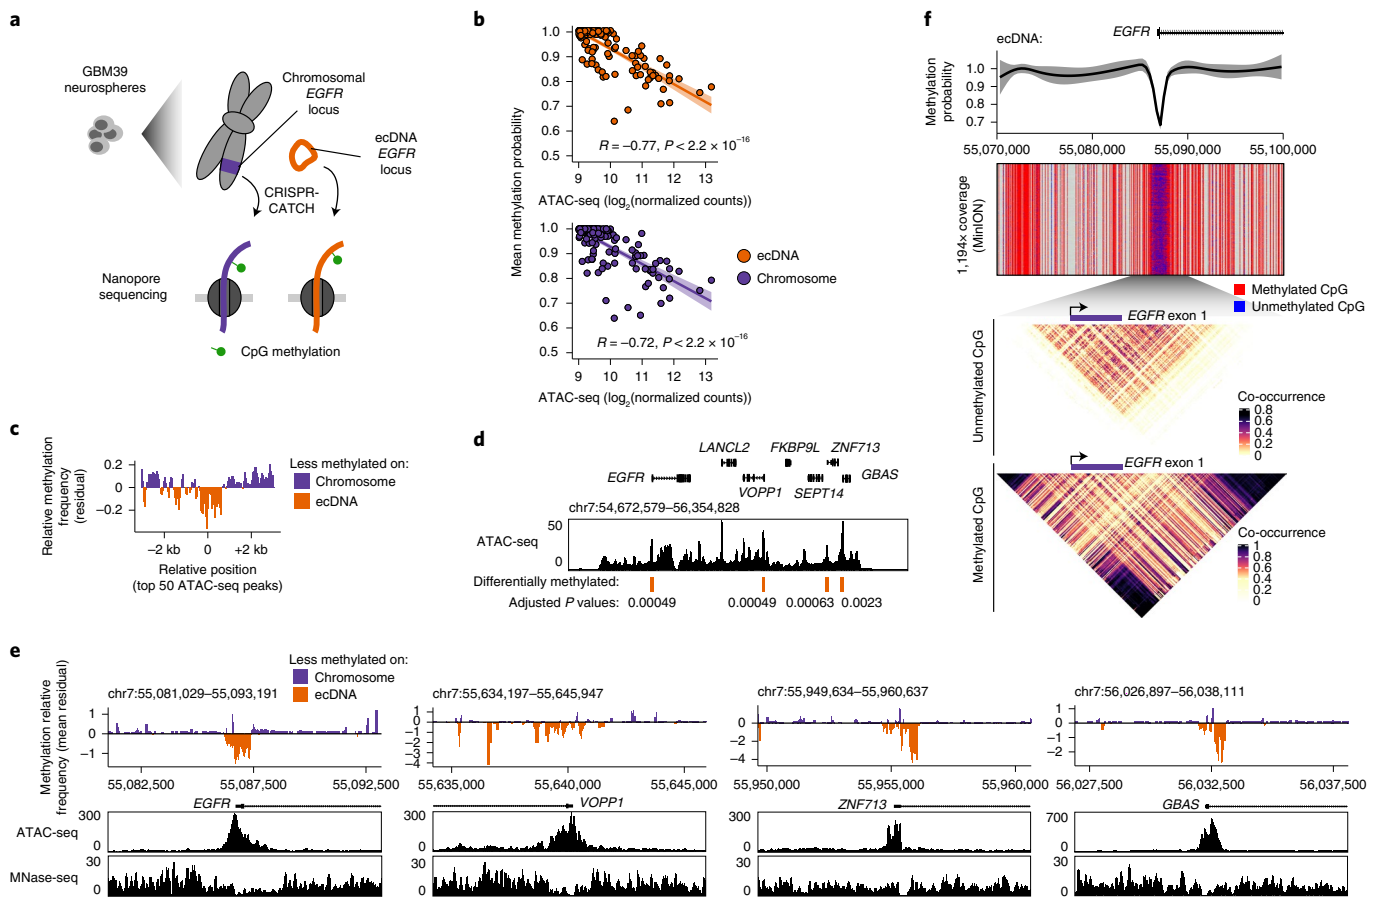 a
GBM39
neurospheres
Chromosomal
EGFR
locus
ecDNA
EGFR
locus
CRISPR-
CATCH
Nanopore
sequencing
CpG methylation
b
Mean methylation probability
1.0
0.9
0.8
0.7
0.6
0.5
R = −0.77, P < 2.2 × 10⁻¹⁶
9 10 11 12 13
ATAC-seq (log₂(normalized counts))
1.0
0.9
0.8
0.7
0.6
0.5
R = −0.72, P < 2.2 × 10⁻¹⁶
9 10 11 12 13
ATAC-seq (log₂(normalized counts))
ecDNA
Chromosome
c
Relative methylation
frequency
(residual)
0.2
0
−0.2
−2 kb 0 +2 kb
Relative position
(top 50 ATAC-seq peaks)
Less methylated on:
Chromosome
ecDNA
d
LANCL2 FKBP9L ZNF713
EGFR GBAS
VOPP1 SEPT14
chr7:54,672,579–56,354,828
ATAC-seq
50
0
Differentially methylated:
Adjusted P values: 0.00049 0.00049 0.00063 0.0023
e
Less methylated on:
Chromosome
ecDNA
Methylation relative
frequency (mean residual)
chr7:55,081,029–55,093,191
1
0
−1
55,082,500 55,087,500 55,092,500
EGFR
chr7:55,634,197–55,645,947
1
0
−1
−2
−3
−4
55,635,000 55,640,000 55,645,000
VOPP1
chr7:55,949,634–55,960,637
0
−2
−4
55,950,000 55,955,000 55,960,000
ZNF713
chr7:56,026,897–56,038,111
1
0
−1
−2
56,027,500 56,032,500 56,037,500
GBAS
ATAC-seq
300
0
300
0
300
0
700
0
MNase-seq
30
0
30
0
30
0
30
0
f
ecDNA:
EGFR
Methylation
probability
1.0
0.9
0.8
0.7
55,070,000 55,080,000 55,090,000 55,100,000
1,194× coverage
(MinION)
Methylated CpG
Unmethylated CpG
EGFR exon 1
Unmethylated CpG
Co-occurrence
0.8
0.6
0.4
0.2
0
EGFR exon 1
Methylated CpG
Co-occurrence
1
0.8
0.6
0.4
0.2
0